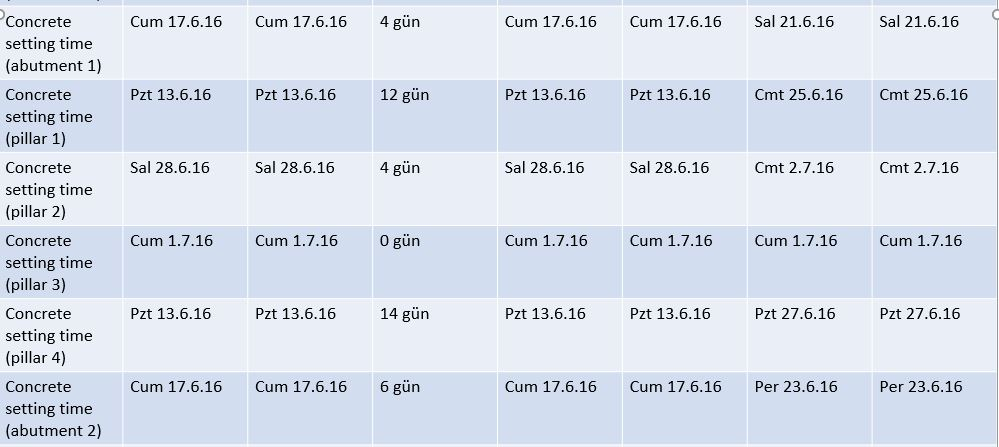 Concrete setting time (abutment 1) Cum 17.6.16 Cum 17.6.16 4 gün Cum 17.6.16 Cum 17.6.16 Sal 21.6.16 Sal 21.6.16
Concrete setting time (pillar 1) Pzt 13.6.16 Pzt 13.6.16 12 gün Pzt 13.6.16 Pzt 13.6.16 Cmt 25.6.16 Cmt 25.6.16
Concrete setting time (pillar 2) Sal 28.6.16 Sal 28.6.16 4 gün Sal 28.6.16 Sal 28.6.16 Cmt 2.7.16 Cmt 2.7.16
Concrete setting time (pillar 3) Cum 1.7.16 Cum 1.7.16 0 gün Cum 1.7.16 Cum 1.7.16 Cum 1.7.16 Cum 1.7.16
Concrete setting time (pillar 4) Pzt 13.6.16 Pzt 13.6.16 14 gün Pzt 13.6.16 Pzt 13.6.16 Pzt 27.6.16 Pzt 27.6.16
Concrete setting time (abutment 2) Cum 17.6.16 Cum 17.6.16 6 gün Cum 17.6.16 Cum 17.6.16 Per 23.6.16 Per 23.6.16